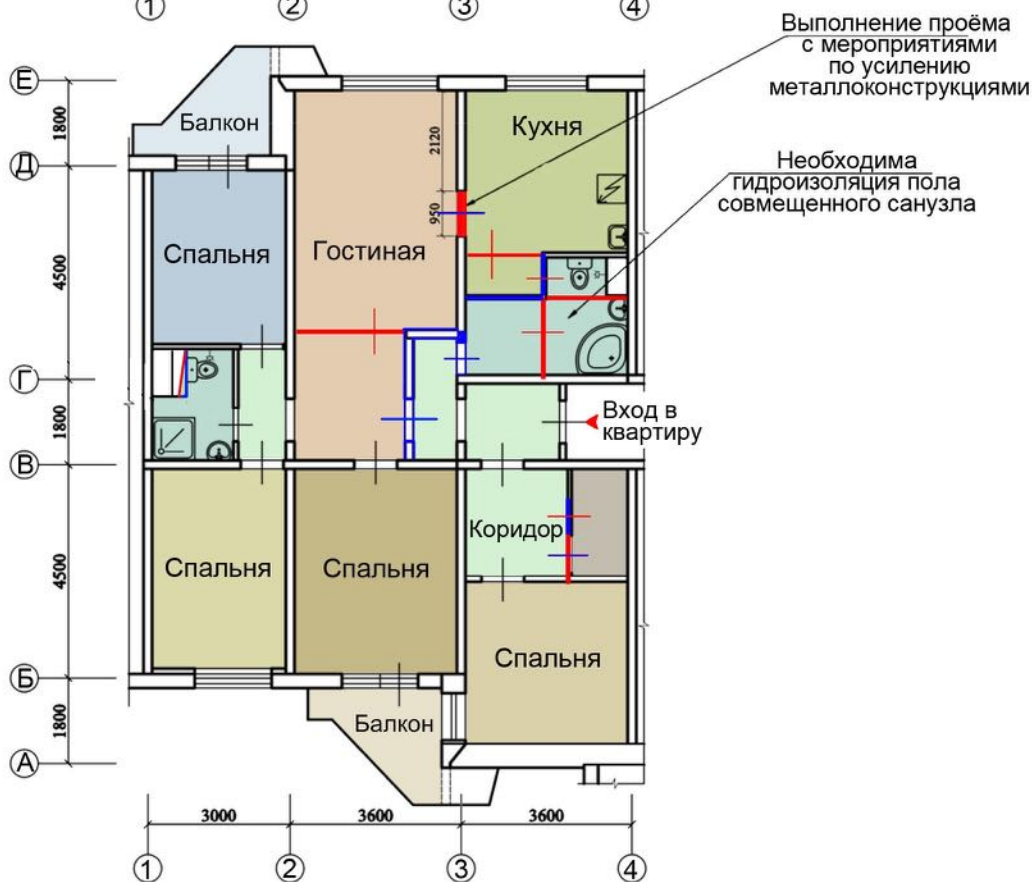 1
2
3
4
Выполнение проёма
с мероприятиями
по усилению
металлоконструкциями
Е
1800
Балкон
2120
Кухня
Д
Необходима
гидроизоляция пола
совмещенного санузла
950
Спальня
Гостиная
4500
Г
1800
Вход в
квартиру
В
Коридор
4500
Спальня
Спальня
Спальня
Б
1800
Балкон
А
3000
3600
3600
1
2
3
4